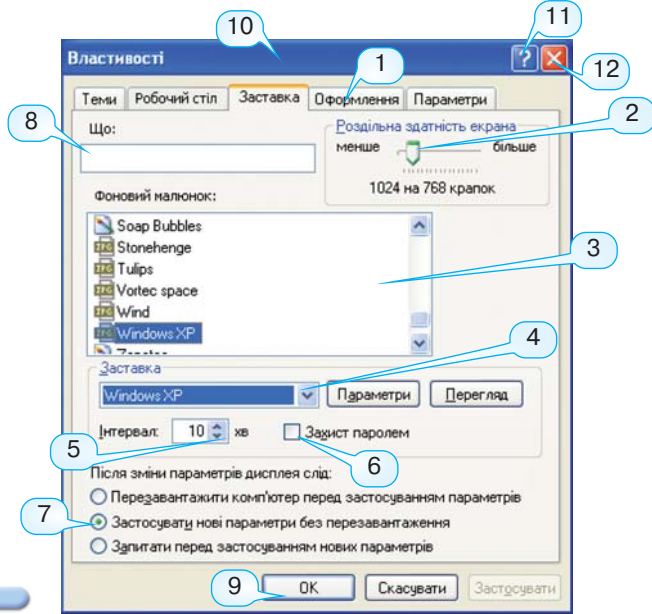 10
11
Властивості
?
1
12
Теми Робочий стіл Заставка Оформлення Параметри
8
Що:
Роздільна здатність екрана
2
менше більше
1024 на 768 крапок
Фоновий малюнок:
Soap Bubbles
Stonehenge
Tulips
3
Vortec space
Wind
Windows XP
Заставка
4
Windows XP Параметри Перегляд
Інтервал: 10 хв Захист паролем
5
6
Після зміни параметрів дисплея слід:
Перезавантажити комп'ютер перед застосуванням параметрів
7
Застосувати нові параметри без перезавантаження
Запитати перед застосуванням нових параметрів
9
OK Скасувати Застосувати